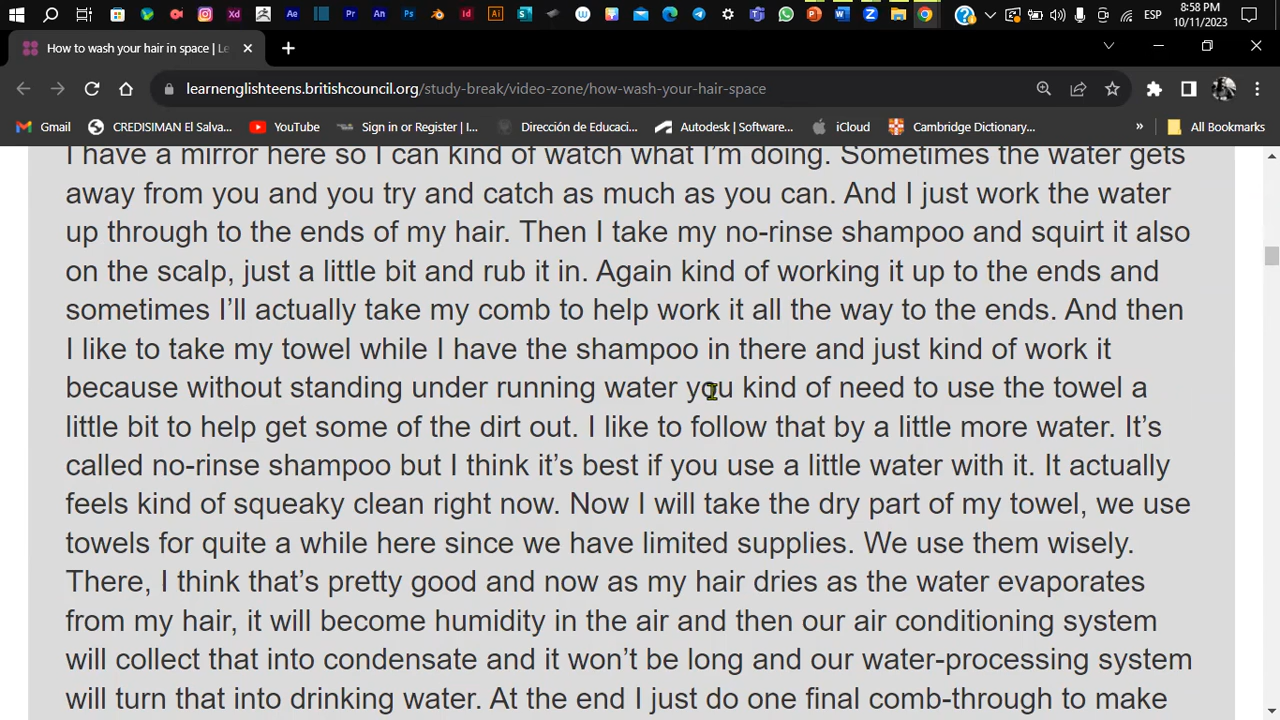 8:58 PM
ESP
10/11/2023
How to wash your hair in space | Le
learnenglishteens.britishcouncil.org/study-break/video-zone/how-wash-your-hair-space
Gmail
CREDISIMAN El Salva...
YouTube
Sign in or Register | I...
Dirección de Educaci...
Autodesk | Software...
iCloud
Cambridge Dictionary...
»
All Bookmarks
I have a mirror here so I can kind of watch what I'm doing. Sometimes the water gets
away from you and you try and catch as much as you can. And I just work the water
up through to the ends of my hair. Then I take my no-rinse shampoo and squirt it also
on the scalp, just a little bit and rub it in. Again kind of working it up to the ends and
sometimes I'll actually take my comb to help work it all the way to the ends. And then
I like to take my towel while I have the shampoo in there and just kind of work it
because without standing under running water you kind of need to use the towel a
little bit to help get some of the dirt out. I like to follow that by a little more water. It's
called no-rinse shampoo but I think it's best if you use a little water with it. It actually
feels kind of squeaky clean right now. Now I will take the dry part of my towel, we use
towels for quite a while here since we have limited supplies. We use them wisely.
There, I think that's pretty good and now as my hair dries as the water evaporates
from my hair, it will become humidity in the air and then our air conditioning system
will collect that into condensate and it won't be long and our water-processing system
will turn that into drinking water. At the end I just do one final comb-through to make